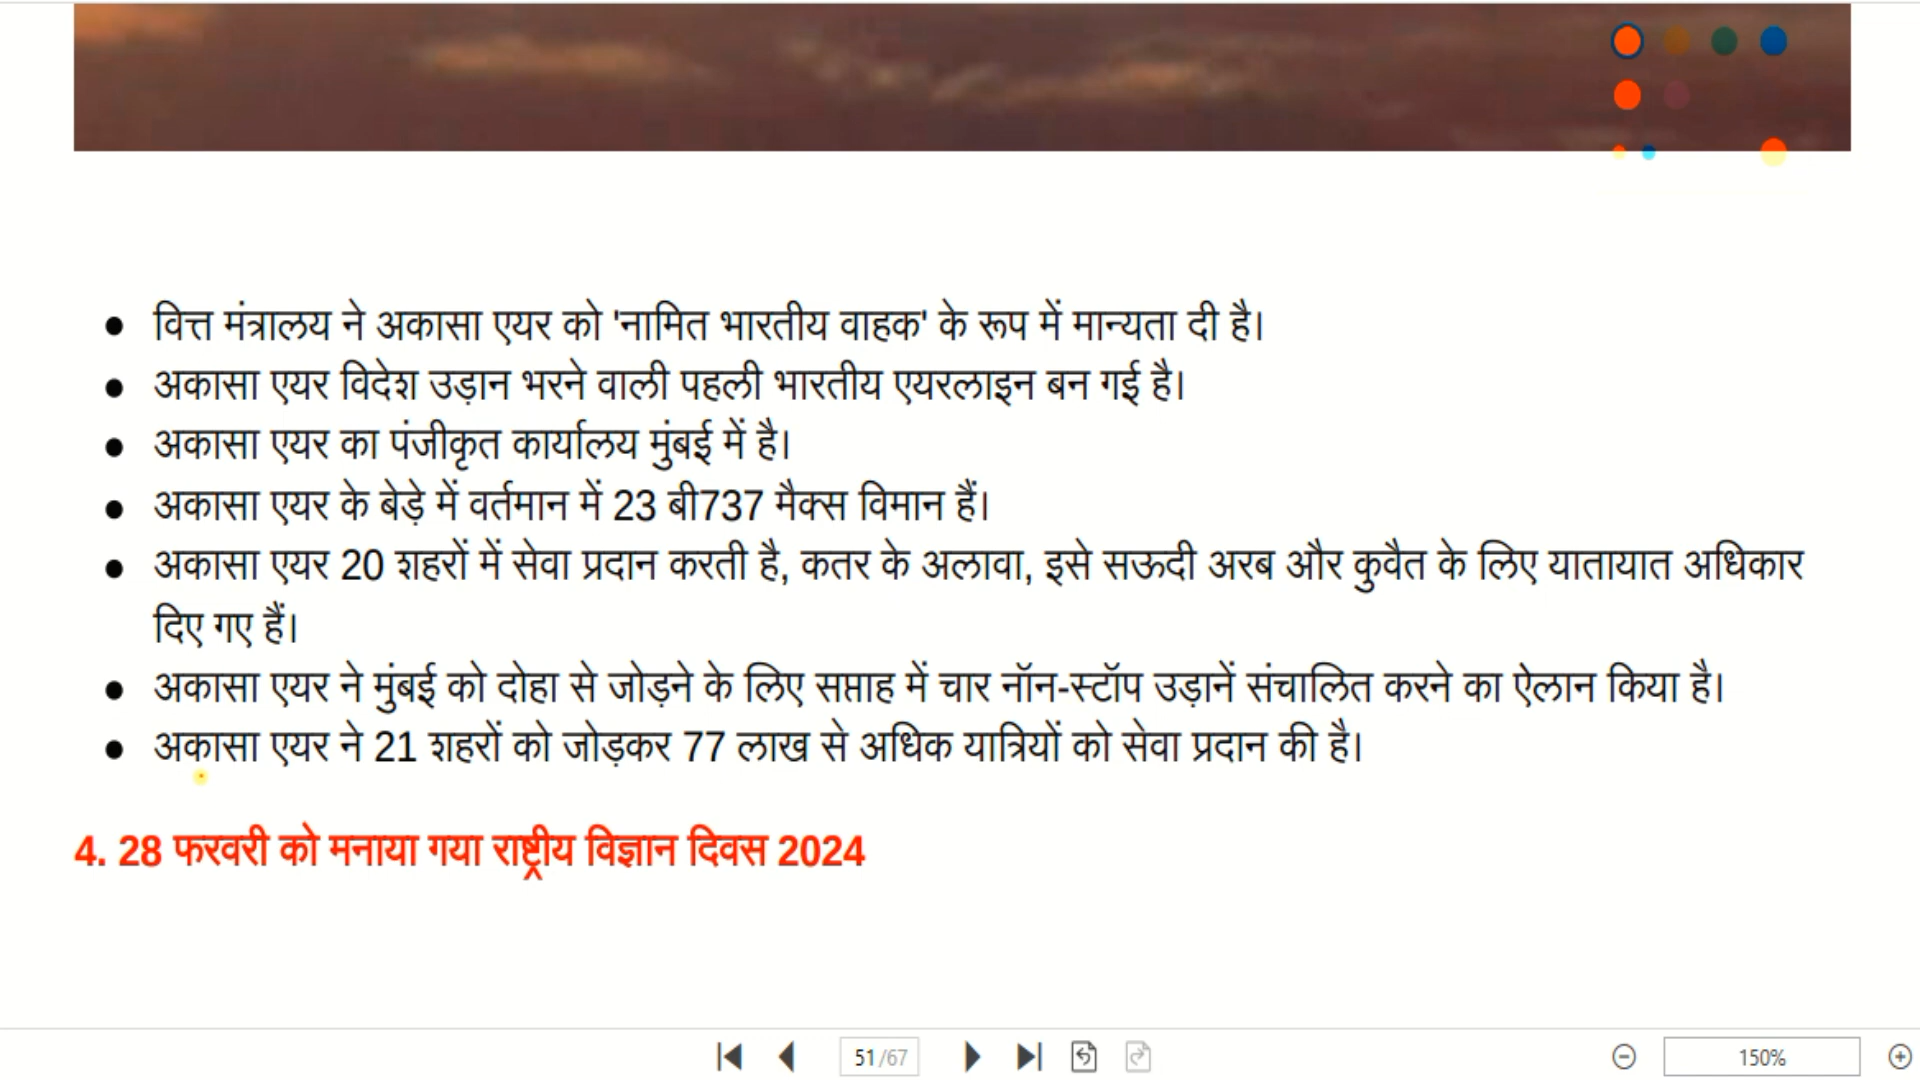 ● वित्त मंत्रालय ने अकासा एयर को 'नामित भारतीय वाहक' के रूप में मान्यता दी है।
● अकासा एयर विदेश उड़ान भरने वाली पहली भारतीय एयरलाइन बन गई है।
● अकासा एयर का पंजीकृत कार्यालय मुंबई में है।
● अकासा एयर के बेड़े में वर्तमान में 23 बी737 मैक्स विमान हैं।
● अकासा एयर 20 शहरों में सेवा प्रदान करती है, कतर के अलावा, इसे सऊदी अरब और कुवैत के लिए यातायात अधिकार
दिए गए हैं।
● अकासा एयर ने मुंबई को दोहा से जोड़ने के लिए सप्ताह में चार नॉन-स्टॉप उड़ानें संचालित करने का ऐलान किया है।
● अकासा एयर ने 21 शहरों को जोड़कर 77 लाख से अधिक यात्रियों को सेवा प्रदान की है।
4. 28 फरवरी को मनाया गया राष्ट्रीय विज्ञान दिवस 2024
51/67 150%